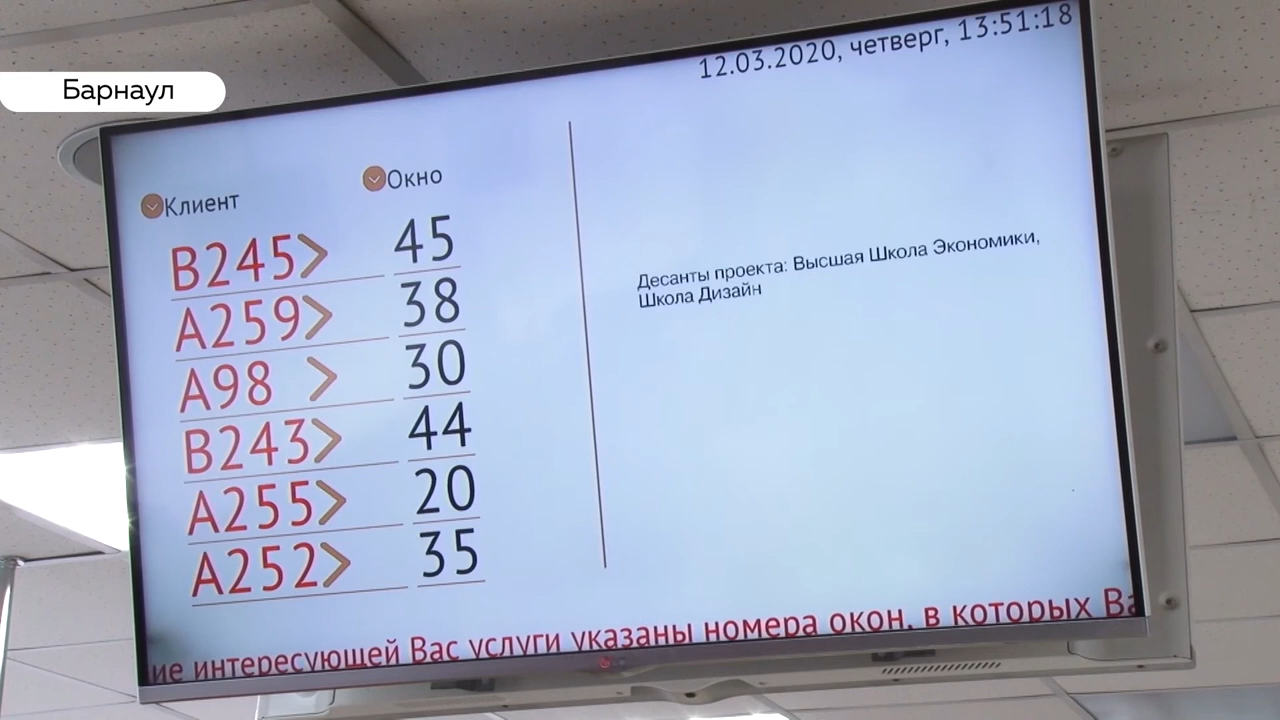 Барнаул
12.03.2020, четверг, 13:51:18
Клиент Окно
B245 45
A259 38
A98 30
B243 44
A255 20
A252 35
Десанты проекта: Высшая Школа Экономики,
Школа Дизайн
интересующей Вас услуги указаны номера окон, в которых